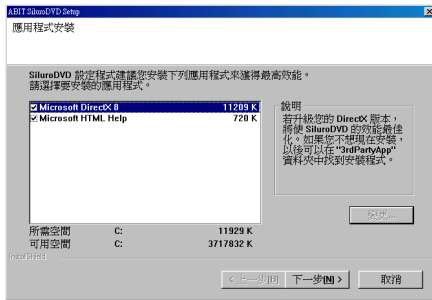 ABIT SiluroDVD Setup
應用程式安裝
SiluroDVD 設定程式建議您安裝下列應用程式來獲得最高效能。
請選擇要安裝的應用程式。
Microsoft DirectX 8 11209 K
Microsoft HTML Help 720 K
說明
若升級您的 DirectX 版本，
將使 SiluroDVD 的效能最佳
化。如果您不想現在安裝，
以後可以在 "3rdPartyApp"
資料夾中找到安裝程式。
變更...
所需空間 C: 11929 K
可用空間 C: 3717832 K
InstallShield
< 上一步(B) 下一步(N) > 取消